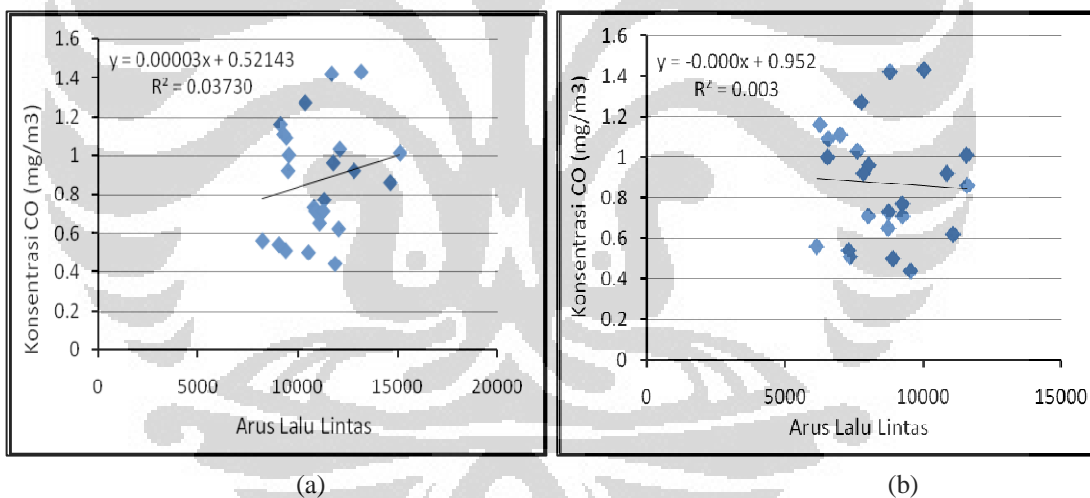 1.6
1.4
1.2
1
0.8
0.6
0.4
0.2
0
Konsentrasi CO (mg/m3)
y = 0.00003x + 0.52143
R² = 0.03730
0 5000 10000 15000 20000
Arus Lalu Lintas
(a)
1.6
1.4
1.2
1
0.8
0.6
0.4
0.2
0
Konsentrasi CO (mg/m3)
y = -0.000x + 0.952
R² = 0.003
0 5000 10000 15000
Arus Lalu Lintas
(b)